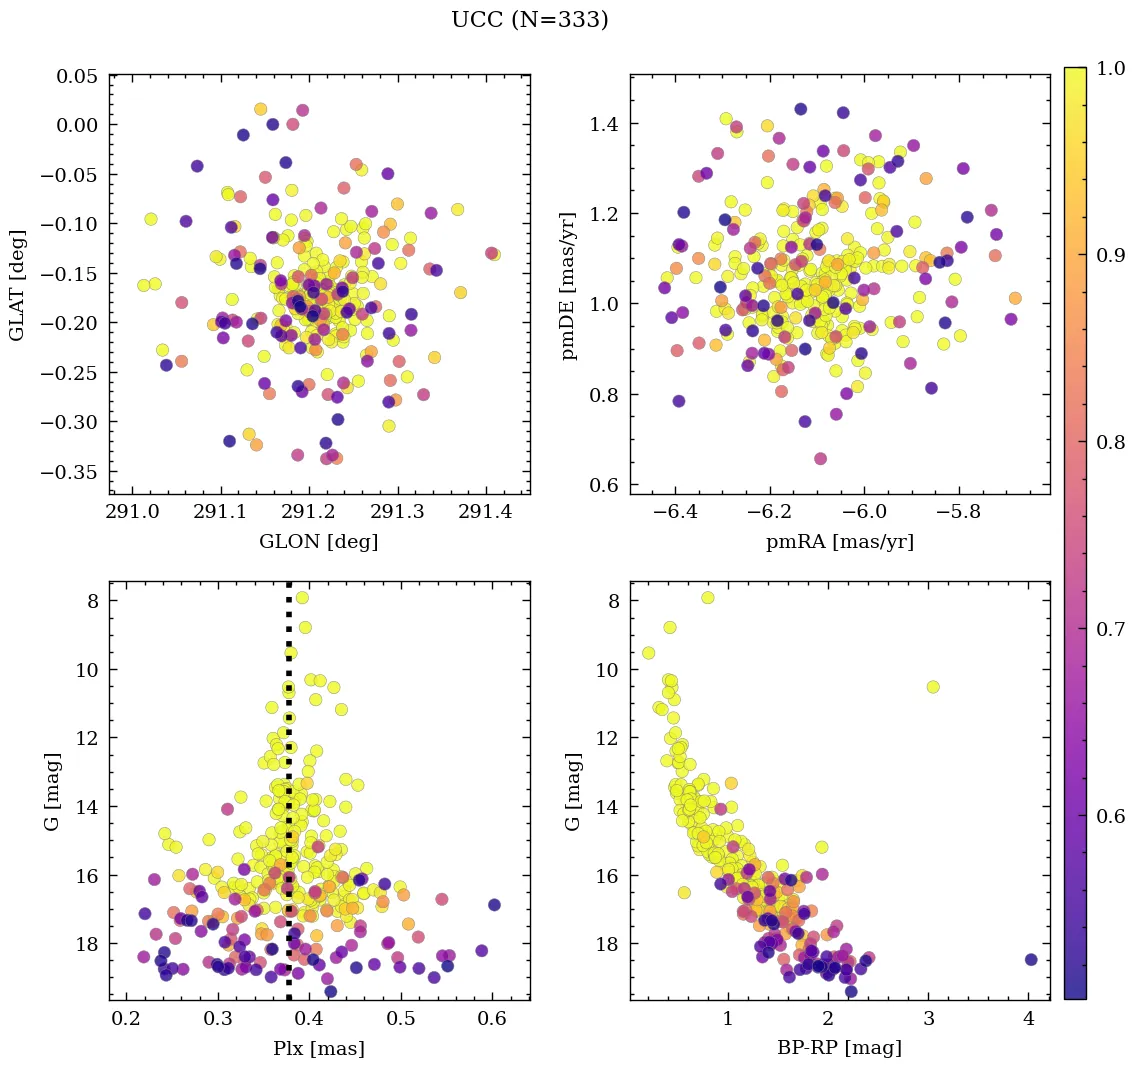 UCC (N=333)
0.05
0.00
−0.05
−0.10
−0.15
−0.20
−0.25
−0.30
−0.35
GLAT [deg]
291.0 291.1 291.2 291.3 291.4
GLON [deg]
1.4
1.2
1.0
0.8
0.6
pmDE [mas/yr]
−6.4 −6.2 −6.0 −5.8
pmRA [mas/yr]
1.0
0.9
0.8
0.7
0.6
8
10
12
14
16
18
G [mag]
0.2 0.3 0.4 0.5 0.6
Plx [mas]
8
10
12
14
16
18
G [mag]
1 2 3 4
BP-RP [mag]